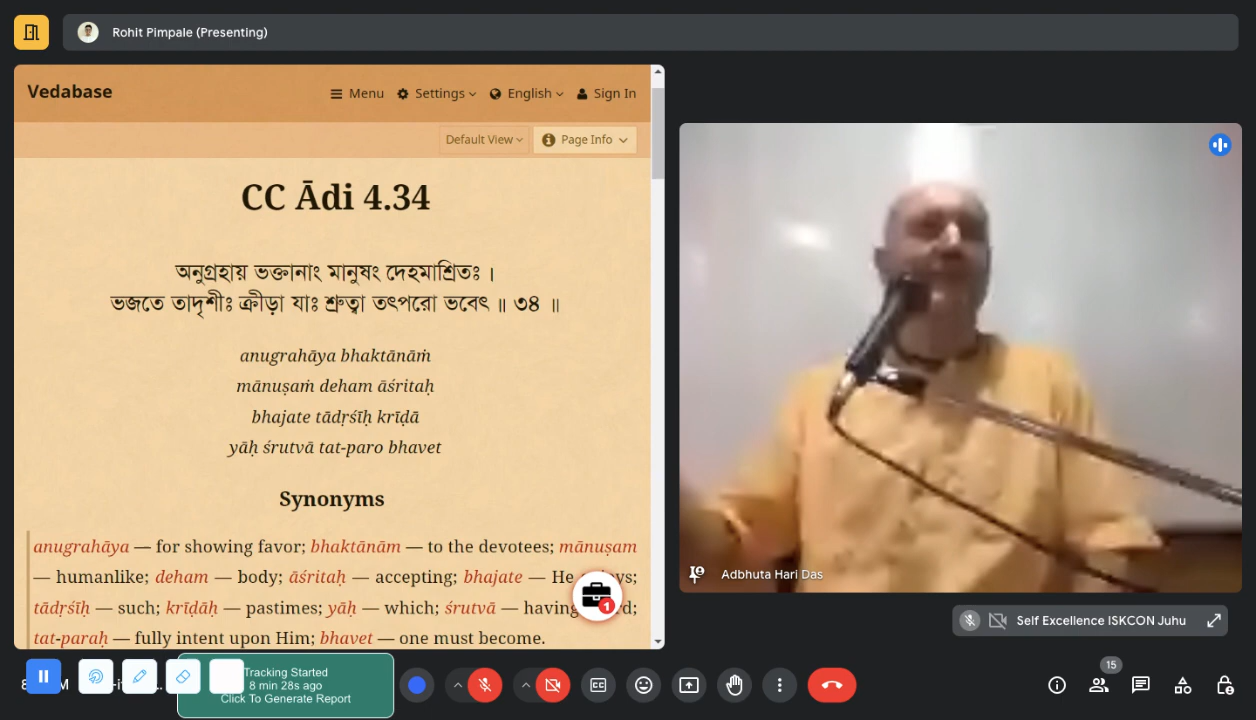 Rohit Pimpale (Presenting)
Vedabase
Menu Settings English Sign In
Default View Page Info
CC Ādi 4.34
অনুগ্রহায় ভক্তানাং মানুষং দেহমাশ্রিতঃ ।
ভজতে তাদৃশীঃ ক্রীড়া যাঃ শ্রুত্বা তৎপরো ভবেৎ ॥ ৩৪ ॥
anugrahāya bhaktānāṁ
mānuṣaṁ deham āśritaḥ
bhajate tādṛśīḥ krīḍā
yāḥ śrutvā tat-paro bhavet
Synonyms
anugrahāya — for showing favor; bhaktānām — to the devotees; mānuṣam
— humanlike; deham — body; āśritaḥ — accepting; bhajate — He
tādṛśīḥ — such; krīḍāḥ — pastimes; yāḥ — which; śrutvā —
tat-paraḥ — fully intent upon Him; bhavet — one must become.
1
Adbhuta Hari Das
Self Excellence ISKCON Juhu
Tracking Started
8 min 28s ago
Click To Generate Report
15